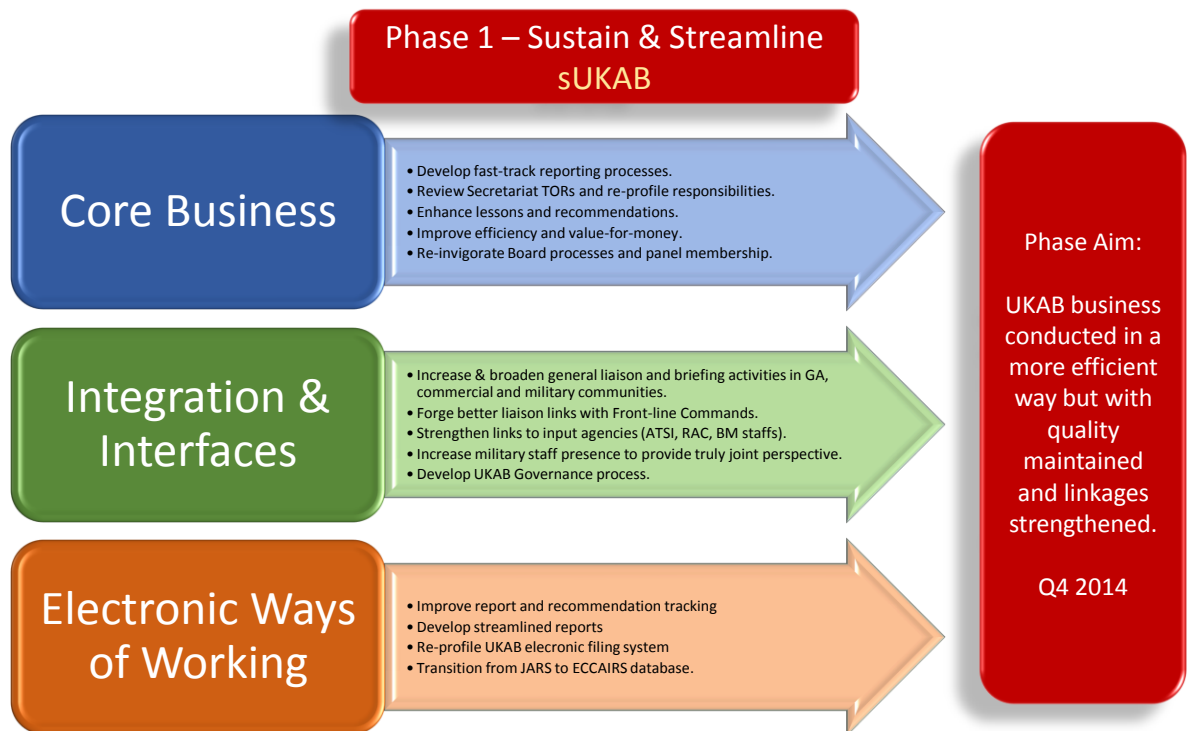 Phase 1 – Sustain & Streamline
sUKAB
Core Business
• Develop fast-track reporting processes.
• Review Secretariat TORs and re-profile responsibilities.
• Enhance lessons and recommendations.
• Improve efficiency and value-for-money.
• Re-invigorate Board processes and panel membership.
Integration &
Interfaces
• Increase & broaden general liaison and briefing activities in GA,
commercial and military communities.
• Forge better liaison links with Front-line Commands.
• Strengthen links to input agencies (ATSI, RAC, BM staffs).
• Increase military staff presence to provide truly joint perspective.
• Develop UKAB Governance process.
Electronic Ways
of Working
• Improve report and recommendation tracking
• Develop streamlined reports
• Re-profile UKAB elecronic filing system
• Transition from JARS to ECCAIRS database.
Phase Aim:
UKAB business
conducted in a
more efficient
way but with
quality
maintained
and linkages
strengthened.
Q4 2014